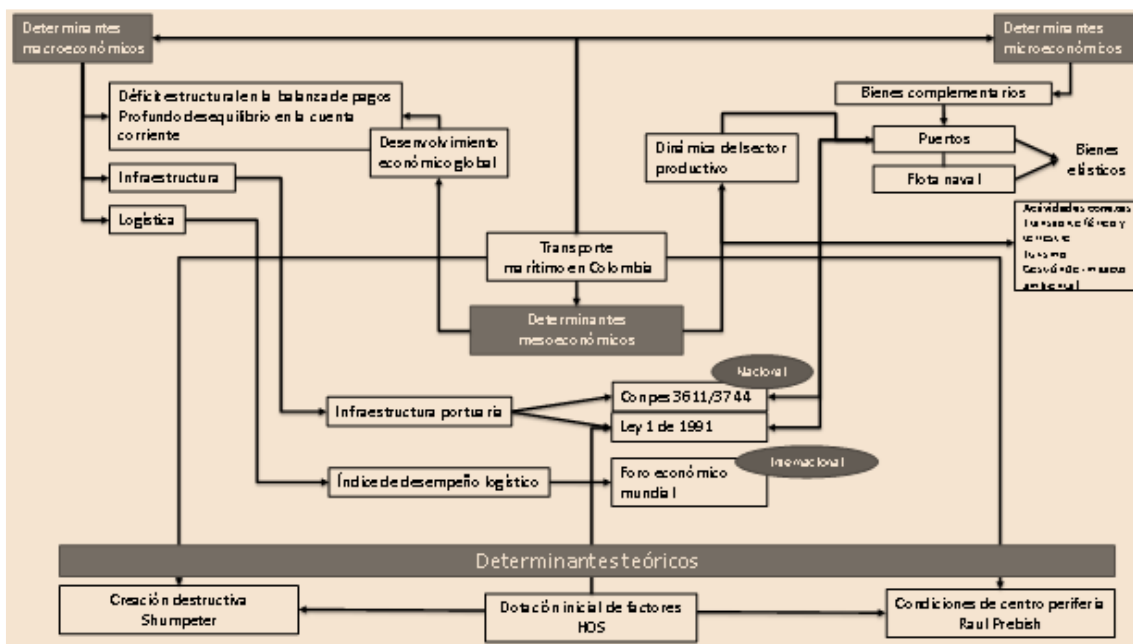 Determinantes
macroeconómicos
Determinantes
microeconómicos
Déficit estructural en la balanza de pagos
Profundo desequilibrio en la cuenta
corriente
Bienes complementarios
Desenvolvimiento
económico global
Dinámica del sector
productivo
Puertos
Bienes
elásticos
Flota naval
Infraestructura
Logística
Transporte
marítimo en Colombia
Determinantes
mesoeconómicos
Nacional
Conpes 3611/3744
Infraestructura portuaria
Ley 1 de 1991
Internacional
Foro económico
mundial
Índice de desempeño logístico
Determinantes teóricos
Creación destructiva
Shumpeter
Dotación inicial de factores
HOS
Condiciones de centro periferia
Raul Prebish